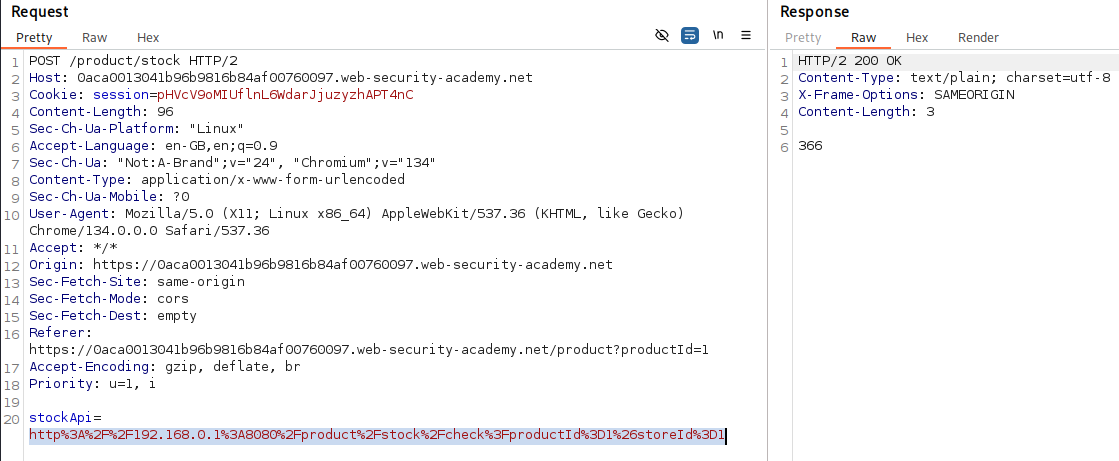 Request
Pretty Raw Hex
\n
1 POST /product/stock HTTP/2
2 Host: 0aca0013041b96b9816b84af00760097.web-security-academy.net
3 Cookie: session=pHVcV9oMIUflnL6WdarJjuzyzhAPT4nC
4 Content-Length: 96
5 Sec-Ch-Ua-Platform: "Linux"
6 Accept-Language: en-GB,en;q=0.9
7 Sec-Ch-Ua: "Not:A-Brand";v="24", "Chromium";v="134"
8 Content-Type: application/x-www-form-urlencoded
9 Sec-Ch-Ua-Mobile: ?0
10 User-Agent: Mozilla/5.0 (X11; Linux x86_64) AppleWebKit/537.36 (KHTML, like Gecko)
Chrome/134.0.0.0 Safari/537.36
11 Accept: */*
12 Origin: https://0aca0013041b96b9816b84af00760097.web-security-academy.net
13 Sec-Fetch-Site: same-origin
14 Sec-Fetch-Mode: cors
15 Sec-Fetch-Dest: empty
16 Referer:
https://0aca0013041b96b9816b84af00760097.web-security-academy.net/product?productId=1
17 Accept-Encoding: gzip, deflate, br
18 Priority: u=1, i
19
20 stockApi=
http%3A%2F%2F192.168.0.1%3A8080%2Fproduct%2Fstock%2Fcheck%3FproductId%3D1%26storeId%3D1
Response
Pretty Raw Hex Render
1 HTTP/2 200 OK
2 Content-Type: text/plain; charset=utf-8
3 X-Frame-Options: SAMEORIGIN
4 Content-Length: 3
5
6 366